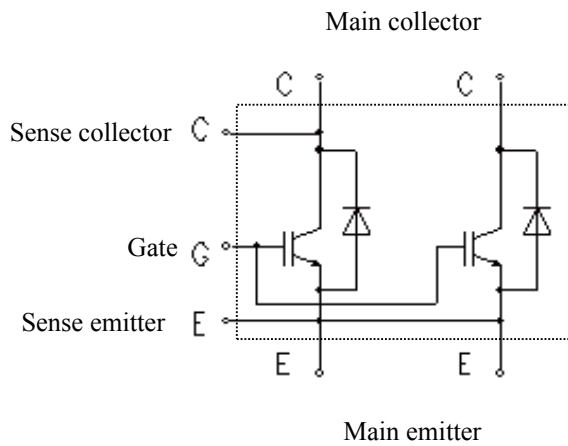 Main collector
C C
Sense collector C
Gate G
Sense emitter E
E E
Main emitter